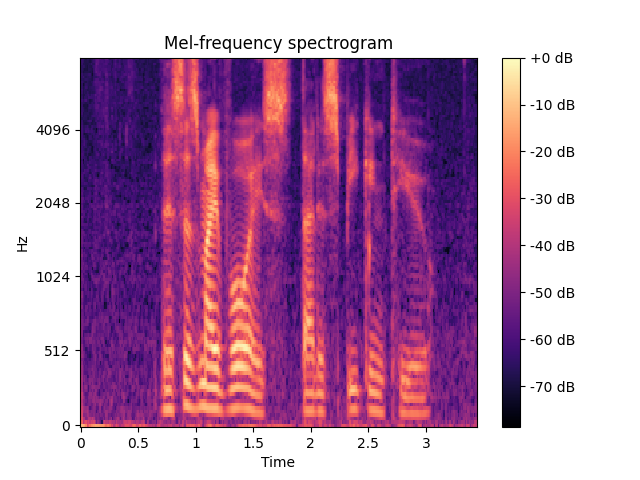 Mel-frequency spectrogram
+0 dB
4096
-10 dB
-20 dB
2048
-30 dB
Hz
1024
-40 dB
-50 dB
512
-60 dB
-70 dB
0
0 0.5 1 1.5 2 2.5 3
Time